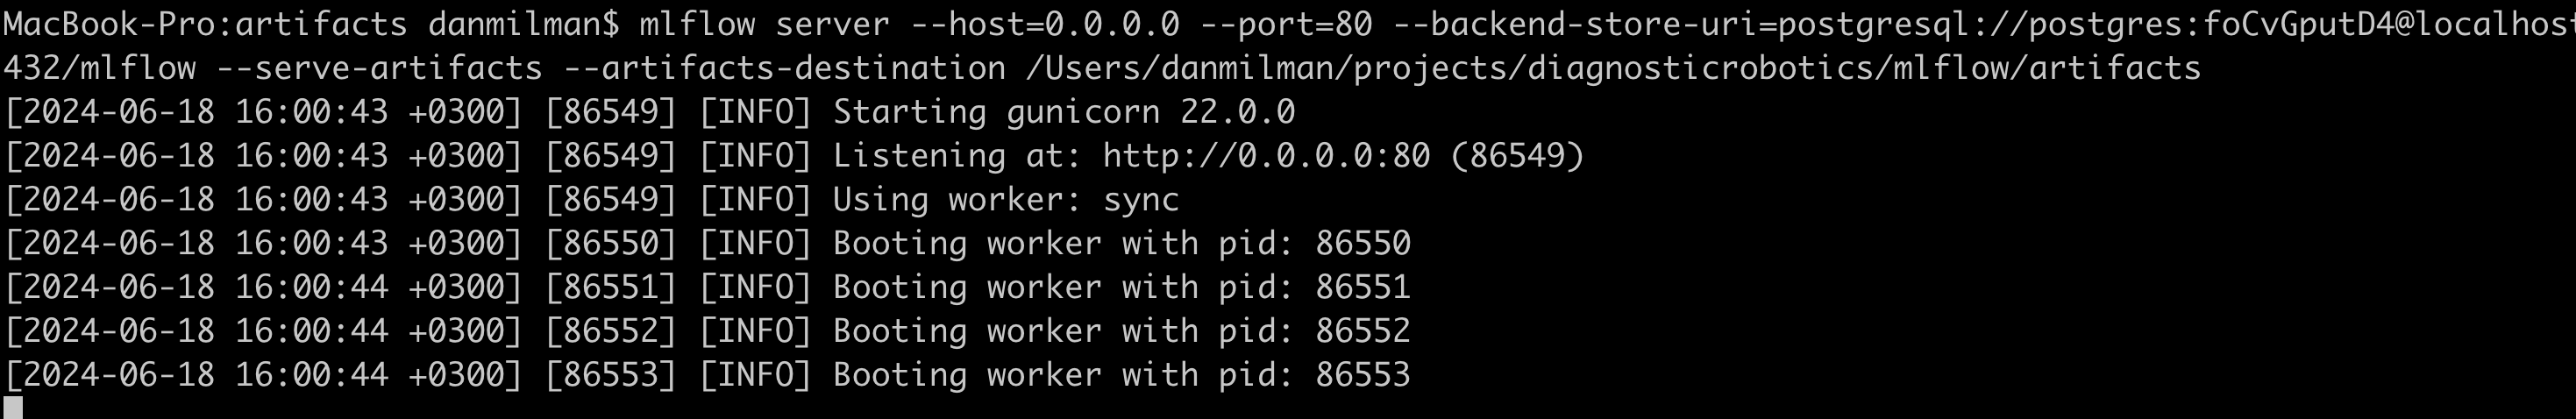 MacBook-Pro:artifacts danmilman$ mlflow server --host=0.0.0.0 --port=80 --backend-store-uri=postgresql://postgres:foCvGputD4@localhost
432/mlflow --serve-artifacts --artifacts-destination /Users/danmilman/projects/diagnosticrobotics/mlflow/artifacts
[2024-06-18 16:00:43 +0300] [86549] [INFO] Starting gunicorn 22.0.0
[2024-06-18 16:00:43 +0300] [86549] [INFO] Listening at: http://0.0.0.0:80 (86549)
[2024-06-18 16:00:43 +0300] [86549] [INFO] Using worker: sync
[2024-06-18 16:00:43 +0300] [86550] [INFO] Booting worker with pid: 86550
[2024-06-18 16:00:44 +0300] [86551] [INFO] Booting worker with pid: 86551
[2024-06-18 16:00:44 +0300] [86552] [INFO] Booting worker with pid: 86552
[2024-06-18 16:00:44 +0300] [86553] [INFO] Booting worker with pid: 86553